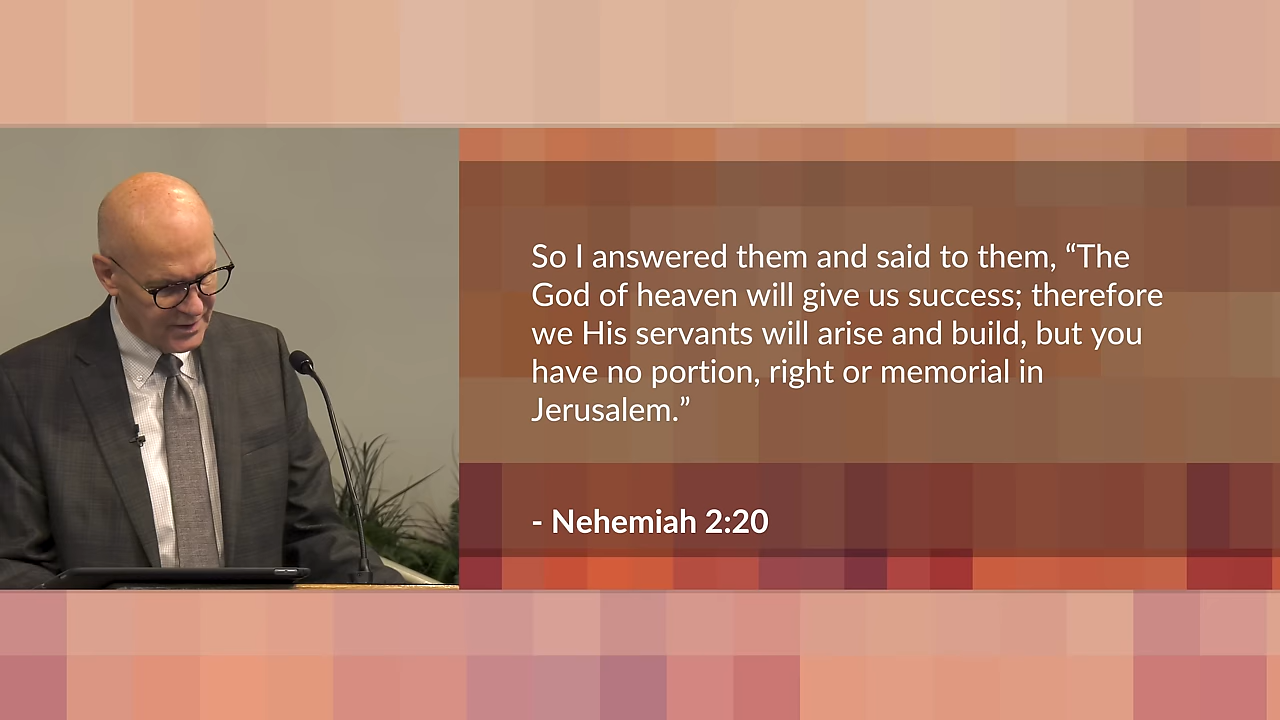 So I answered them and said to them, “The
God of heaven will give us success; therefore
we His servants will arise and build, but you
have no portion, right or memorial in
Jerusalem.”
- Nehemiah 2:20